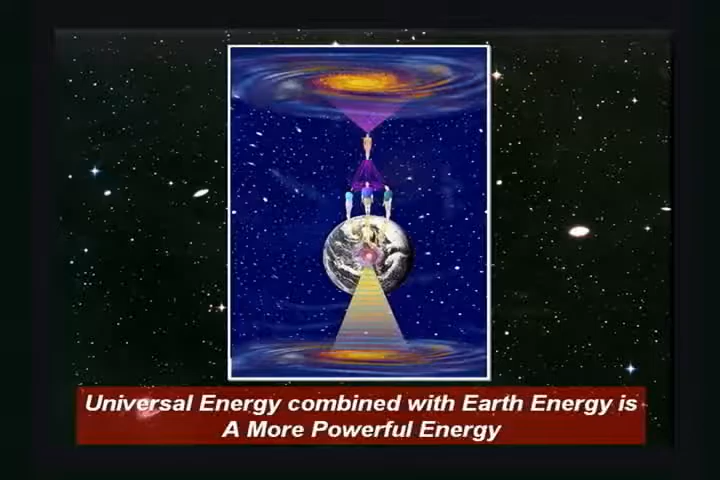 Universal Energy combined with Earth Energy is
A More Powerful Energy